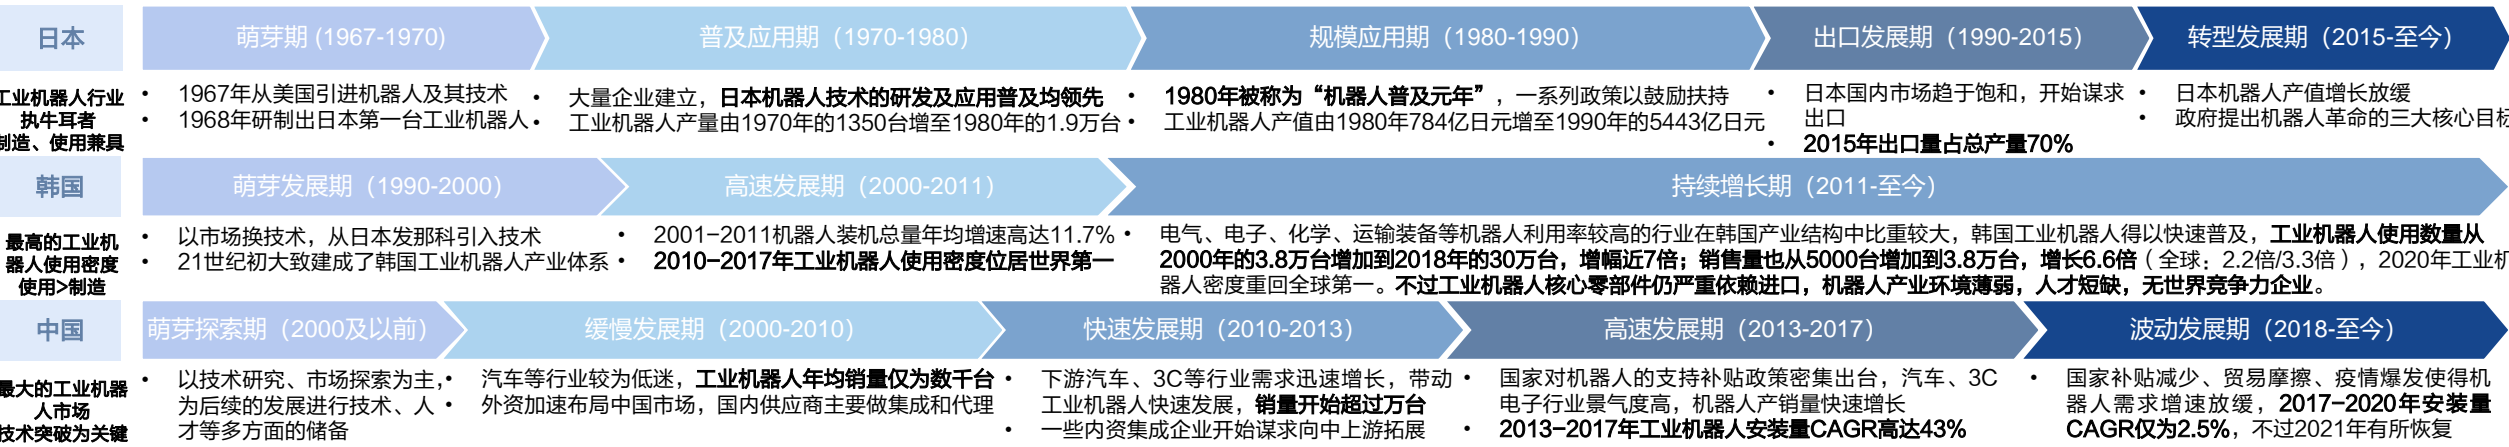 日本
萌芽期 (1967-1970)
普及应用期（1970-1980）
规模应用期（1980-1990）
出口发展期（1990-2015）
转型发展期（2015-至今）
工业机器人行业
执牛耳者
制造、使用兼具
• 1967年从美国引进机器人及其技术
• 1968年研制出日本第一台工业机器人
• 大量企业建立，日本机器人技术的研发及应用普及均领先
• 工业机器人产量由1970年的1350台增至1980年的1.9万台
• 1980年被称为“机器人普及元年”，一系列政策以鼓励扶持
• 工业机器人产值由1980年784亿日元增至1990年的5443亿日元
• 日本国内市场趋于饱和，开始谋求
出口
• 2015年出口量占总产量70%
• 日本机器人产值增长放缓
• 政府提出机器人革命的三大核心目标
韩国
萌芽发展期（1990-2000）
高速发展期（2000-2011）
持续增长期（2011-至今）
最高的工业机
器人使用密度
使用>制造
• 以市场换技术，从日本发那科引入技术
• 21世纪初大致建成了韩国工业机器人产业体系
• 2001-2011机器人装机总量年均增速高达11.7%
• 2010-2017年工业机器人使用密度位居世界第一
• 电气、电子、化学、运输装备等机器人利用率较高的行业在韩国产业结构中比重较大，韩国工业机器人得以快速普及，工业机器人使用数量从
2000年的3.8万台增加到2018年的30万台，增幅近7倍；销售量也从5000台增加到3.8万台，增长6.6倍（全球：2.2倍/3.3倍），2020年工业机
器人密度重回全球第一。不过工业机器人核心零部件仍严重依赖进口，机器人产业环境薄弱，人才短缺，无世界竞争力企业。
中国
萌芽探索期（2000及以前）
缓慢发展期（2000-2010）
快速发展期（2010-2013）
高速发展期（2013-2017）
波动发展期（2018-至今）
最大的工业机器
人市场
技术突破为关键
• 以技术研究、市场探索为主，
为后续的发展进行技术、人
才等多方面的储备
• 汽车等行业较为低迷，工业机器人年均销量仅为数千台
• 外资加速布局中国市场，国内供应商主要做集成和代理
• 下游汽车、3C等行业需求迅速增长，带动
工业机器人快速发展，销量开始超过万台
• 一些内资集成企业开始谋求向中上游拓展
• 国家对机器人的支持补贴政策密集出台，汽车、3C
电子行业景气度高，机器人产销量快速增长
• 2013-2017年工业机器人安装量CAGR高达43%
• 国家补贴减少、贸易摩擦、疫情爆发使得机
器人需求增速放缓，2017-2020年安装量
CAGR仅为2.5%，不过2021年有所恢复